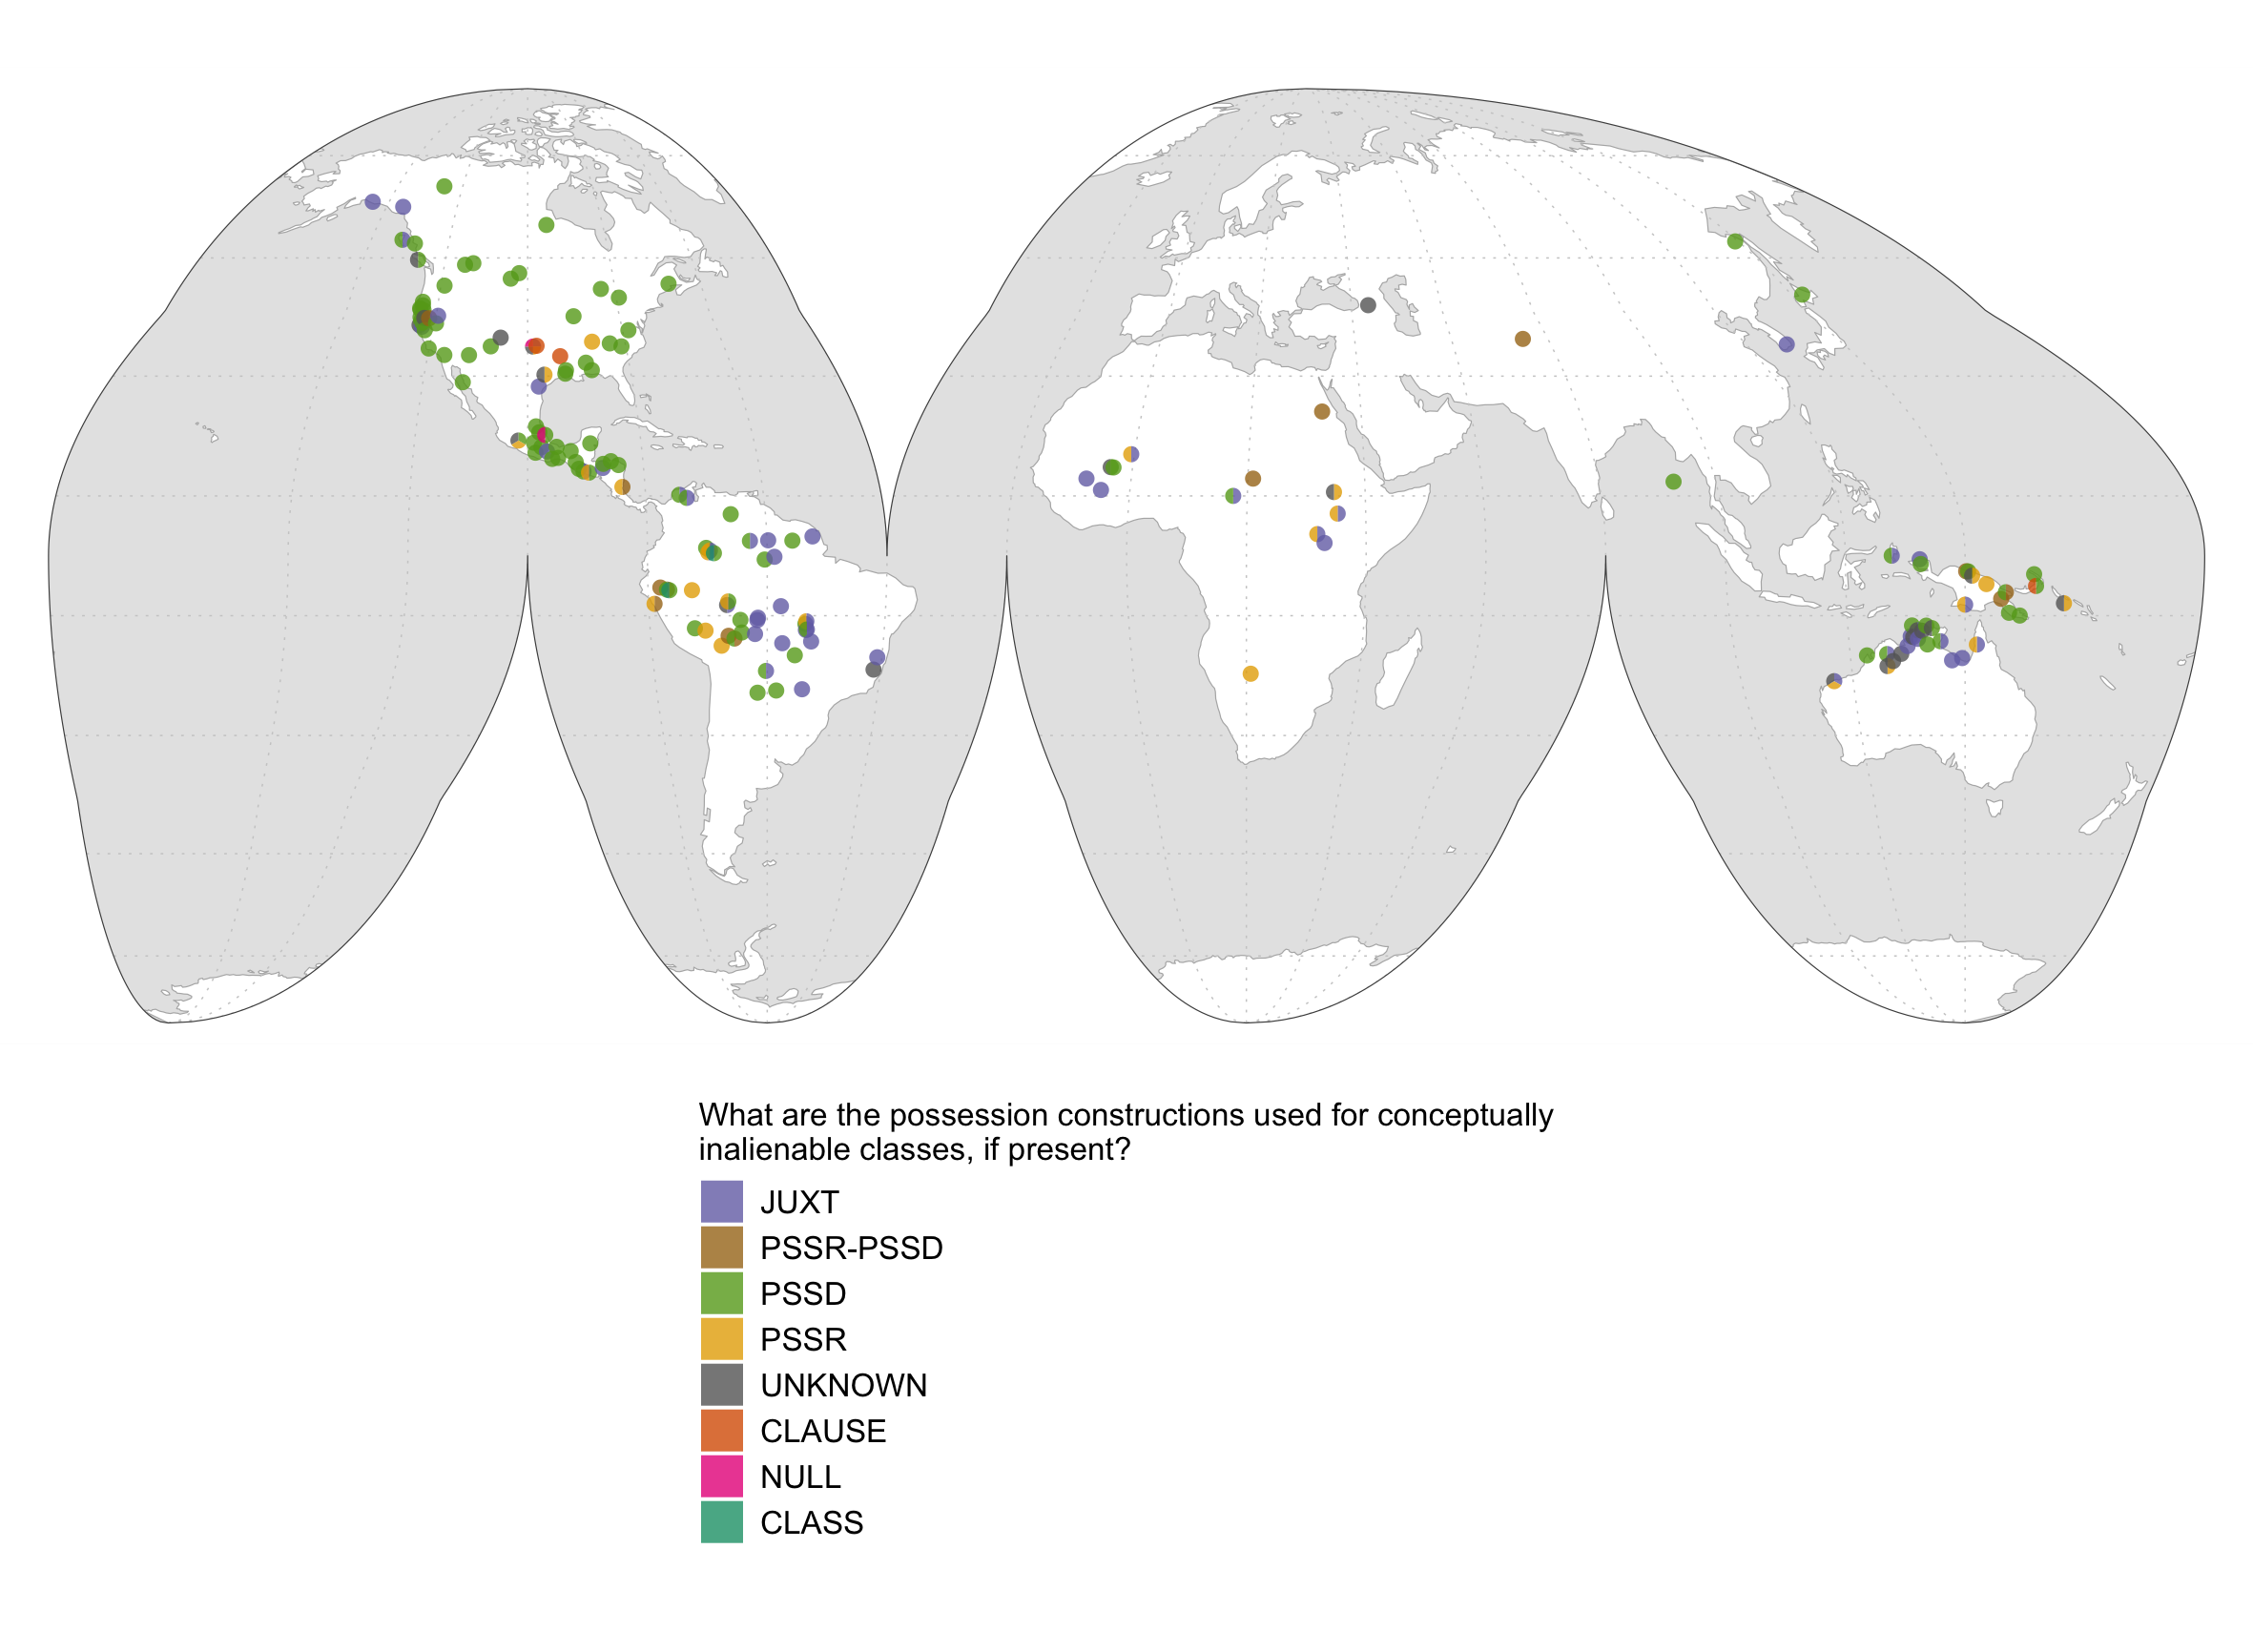 What are the possession constructions used for conceptually
inalienable classes, if present?
JUXT
PSSR-PSSD
PSSD
PSSR
UNKNOWN
CLAUSE
NULL
CLASS